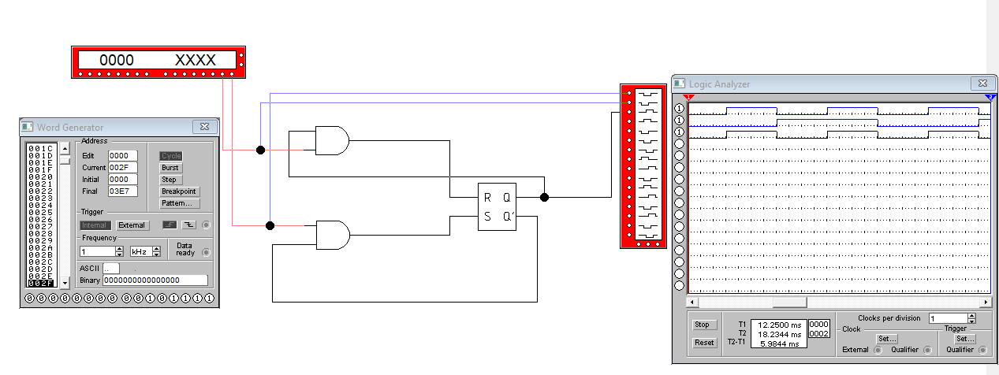 0000 XXXX
Logic Analyzer
1 2
Word Generator
001C
001D
001E
001F
0020
0021
0022
0023
0024
0025
0026
0027
0028
0029
002A
002B
002C
002D
002E
002F
Address
Edit 0000
Current 002F
Initial 0000
Final 03E7
Cycle
Burst
Step
Breakpoint
Pattern...
Trigger
Internal External
Frequency
1 kHz
Data
ready
ASCII ..
Binary 0000000000000000
0 0 0 0 0 0 0 0 0 0 1 0 1 1 1 1
R Q
S Q'
1
1
1
Stop
Reset
T1 12.2500 ms 0000
T2 18.2344 ms 0002
T2-T1 5.9844 ms
Clocks per division 1
Clock
Set...
External Qualifier
Trigger
Set...
Qualifier